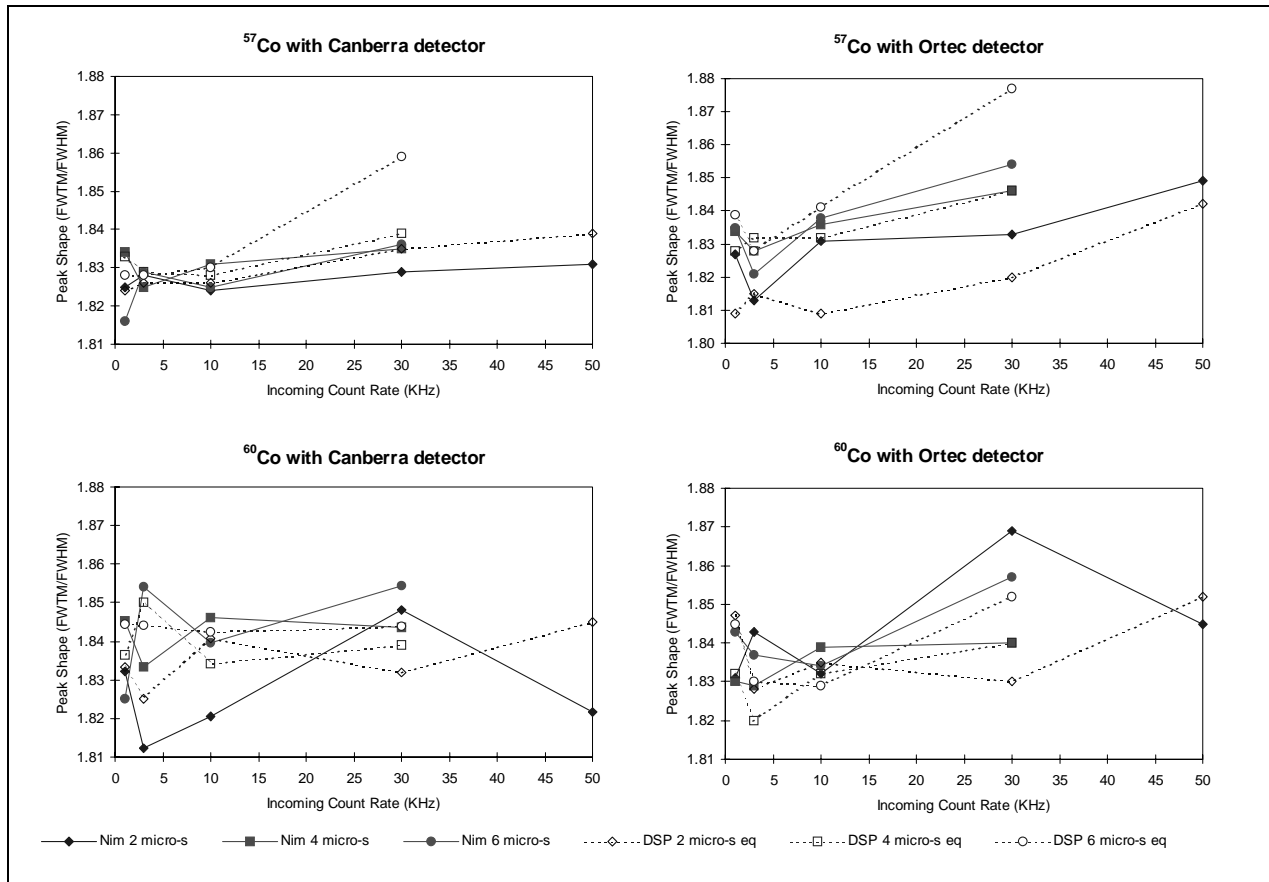 ⁵⁷Co with Canberra detector
Peak Shape (FWTM/FWHM)
1.88
1.87
1.86
1.85
1.84
1.83
1.82
1.81
0 5 10 15 20 25 30 35 40 45 50
Incoming Count Rate (KHz)
⁵⁷Co with Ortec detector
Peak Shape (FWTM/FWHM)
1.88
1.87
1.86
1.85
1.84
1.83
1.82
1.81
1.80
0 5 10 15 20 25 30 35 40 45 50
Incoming Count Rate (KHz)
⁶⁰Co with Canberra detector
Peak Shape (FWTM/FWHM)
1.88
1.87
1.86
1.85
1.84
1.83
1.82
1.81
0 5 10 15 20 25 30 35 40 45 50
Incoming Count Rate (KHz)
⁶⁰Co with Ortec detector
Peak Shape (FWTM/FWHM)
1.88
1.87
1.86
1.85
1.84
1.83
1.82
1.81
0 5 10 15 20 25 30 35 40 45 50
Incoming Count Rate (KHz)
Nim 2 micro-s Nim 4 micro-s Nim 6 micro-s DSP 2 micro-s eq DSP 4 micro-s eq DSP 6 micro-s eq